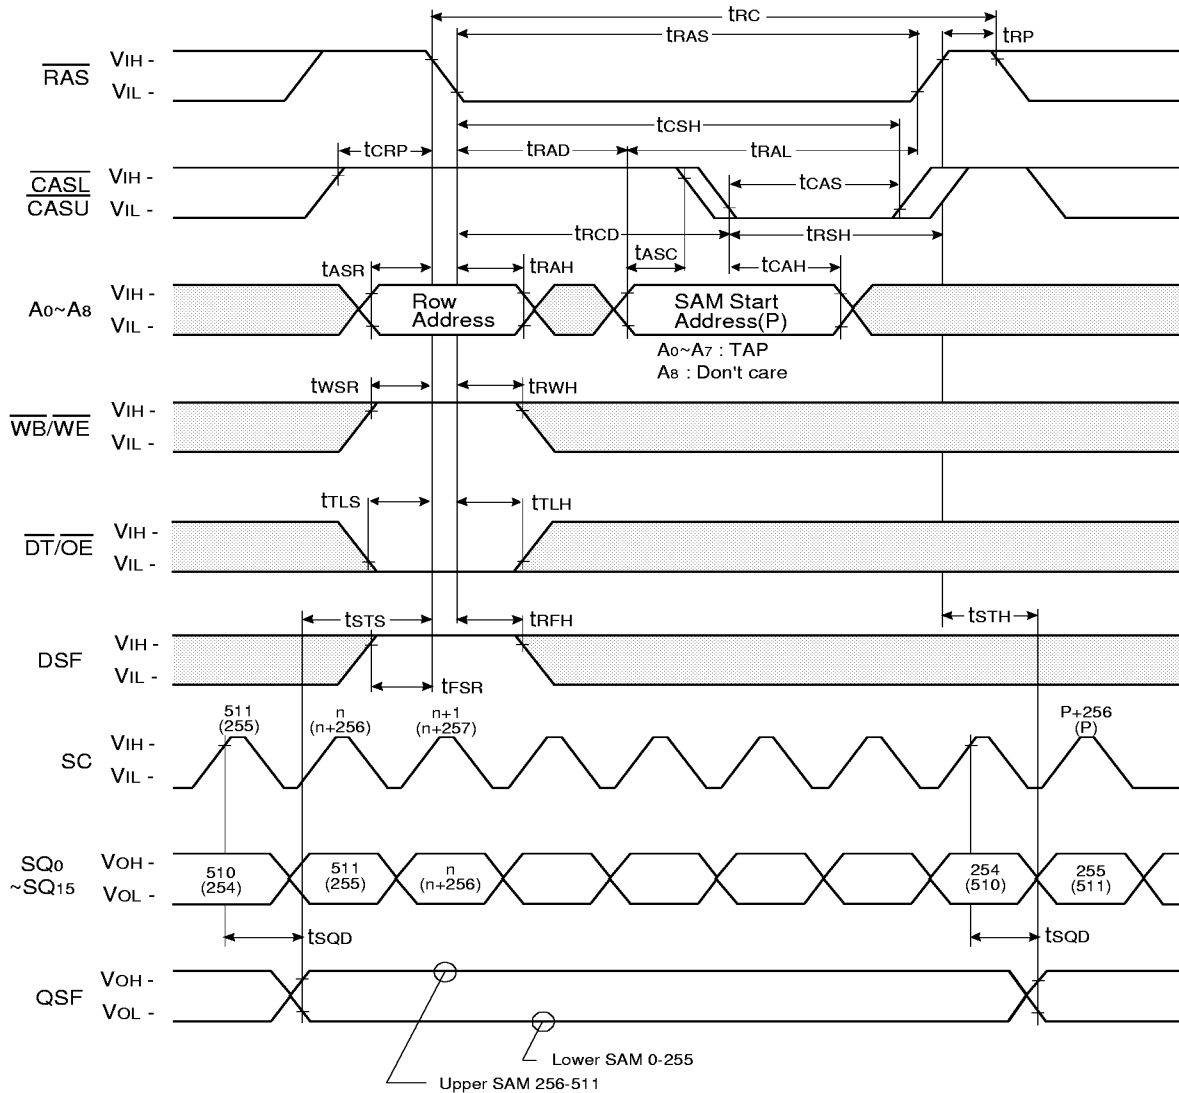 tRC
tRAS
tRP
RAS
VIH -
VIL -
tCSH
tCRP
tRAD
tRAL
CASL
CASU
VIH -
VIL -
tCAS
tRCD
tRSH
tASC
tASR
tRAH
tCAH
A0~A8
VIH -
VIL -
Row
Address
SAM Start
Address(P)
A0~A7 : TAP
A8 : Don't care
tWSR
tRWH
WB/WE
VIH -
VIL -
tTLS
tTLH
DT/OE
VIH -
VIL -
tSTS
tRFH
tSTH
DSF
VIH -
VIL -
tFSR
511
(255)
n
(n+256)
n+1
(n+257)
P+256
(P)
SC
VIH -
VIL -
SQ0
~SQ15
VOH -
VOL -
510
(254)
511
(255)
n
(n+256)
254
(510)
255
(511)
tSQD
tSQD
QSF
VOH -
VOL -
Lower SAM 0-255
Upper SAM 256-511